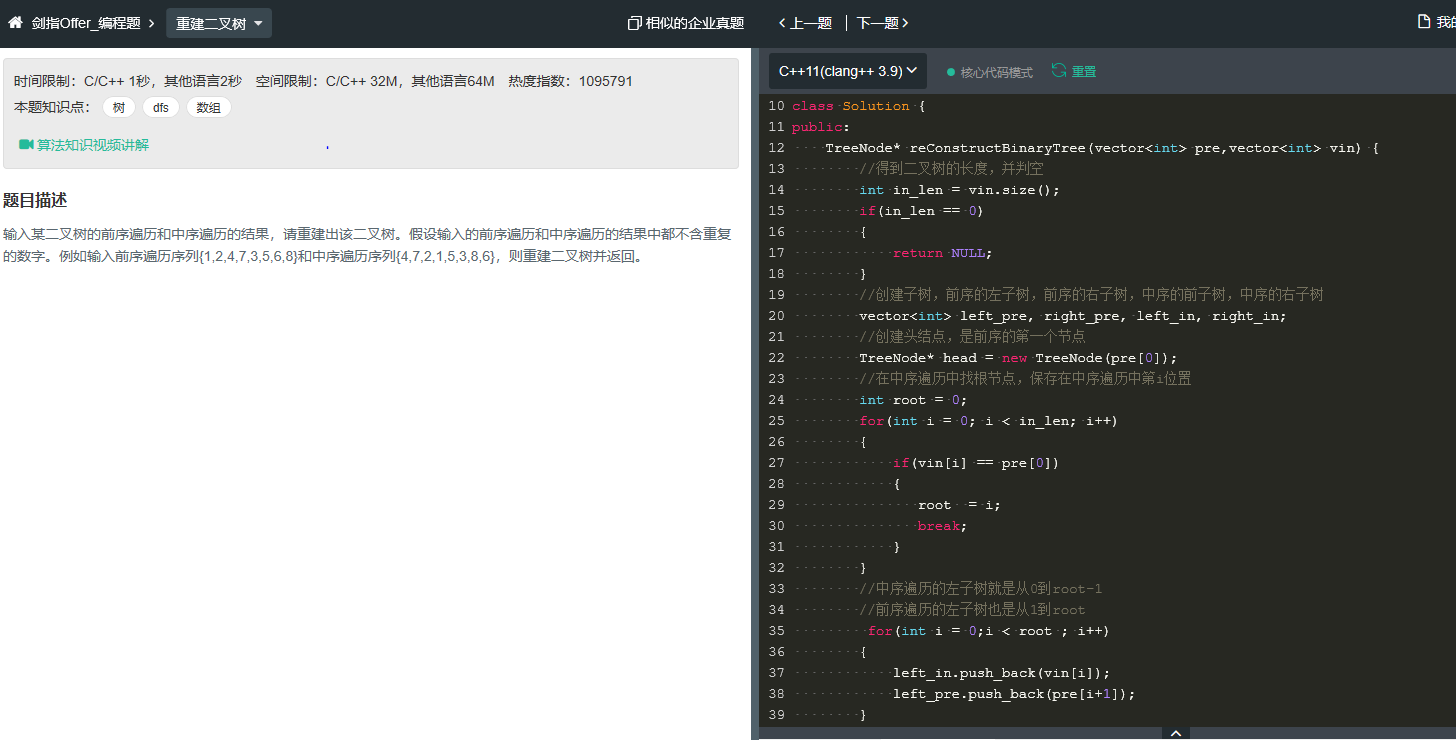 剑指Offer_编程题 > 重建二叉树 相似的企业真题 < 上一题 | 下一题 > 我的
时间限制：C/C++ 1秒，其他语言2秒 空间限制：C/C++ 32M，其他语言64M 热度指数：1095791
本题知识点： 树 dfs 数组
算法知识视频讲解
题目描述
输入某二叉树的前序遍历和中序遍历的结果，请重建出该二叉树。假设输入的前序遍历和中序遍历的结果中都不含重复
的数字。例如输入前序遍历序列{1,2,4,7,3,5,6,8}和中序遍历序列{4,7,2,1,5,3,8,6}，则重建二叉树并返回。
C++11(clang++ 3.9) 核心代码模式 重置
10 class Solution {
11 public:
12     TreeNode* reConstructBinaryTree(vector<int> pre,vector<int> vin) {
13         //得到二叉树的长度，并判空
14         int in_len = vin.size();
15         if(in_len == 0)
16         {
17             return NULL;
18         }
19         //创建子树，前序的左子树，前序的右子树，中序的前子树，中序的右子树
20         vector<int> left_pre, right_pre, left_in, right_in;
21         //创建头结点，是前序的第一个节点
22         TreeNode* head = new TreeNode(pre[0]);
23         //在中序遍历中找根节点，保存在中序遍历中第i位置
24         int root = 0;
25         for(int i = 0; i < in_len; i++)
26         {
27             if(vin[i] == pre[0])
28             {
29                root  = i;
30                break;
31             }
32         }
33         //中序遍历的左子树就是从0到root-1
34         //前序遍历的左子树也是从1到root
35          for(int i = 0;i < root ; i++)
36         {
37             left_in.push_back(vin[i]);
38             left_pre.push_back(pre[i+1]);
39         }